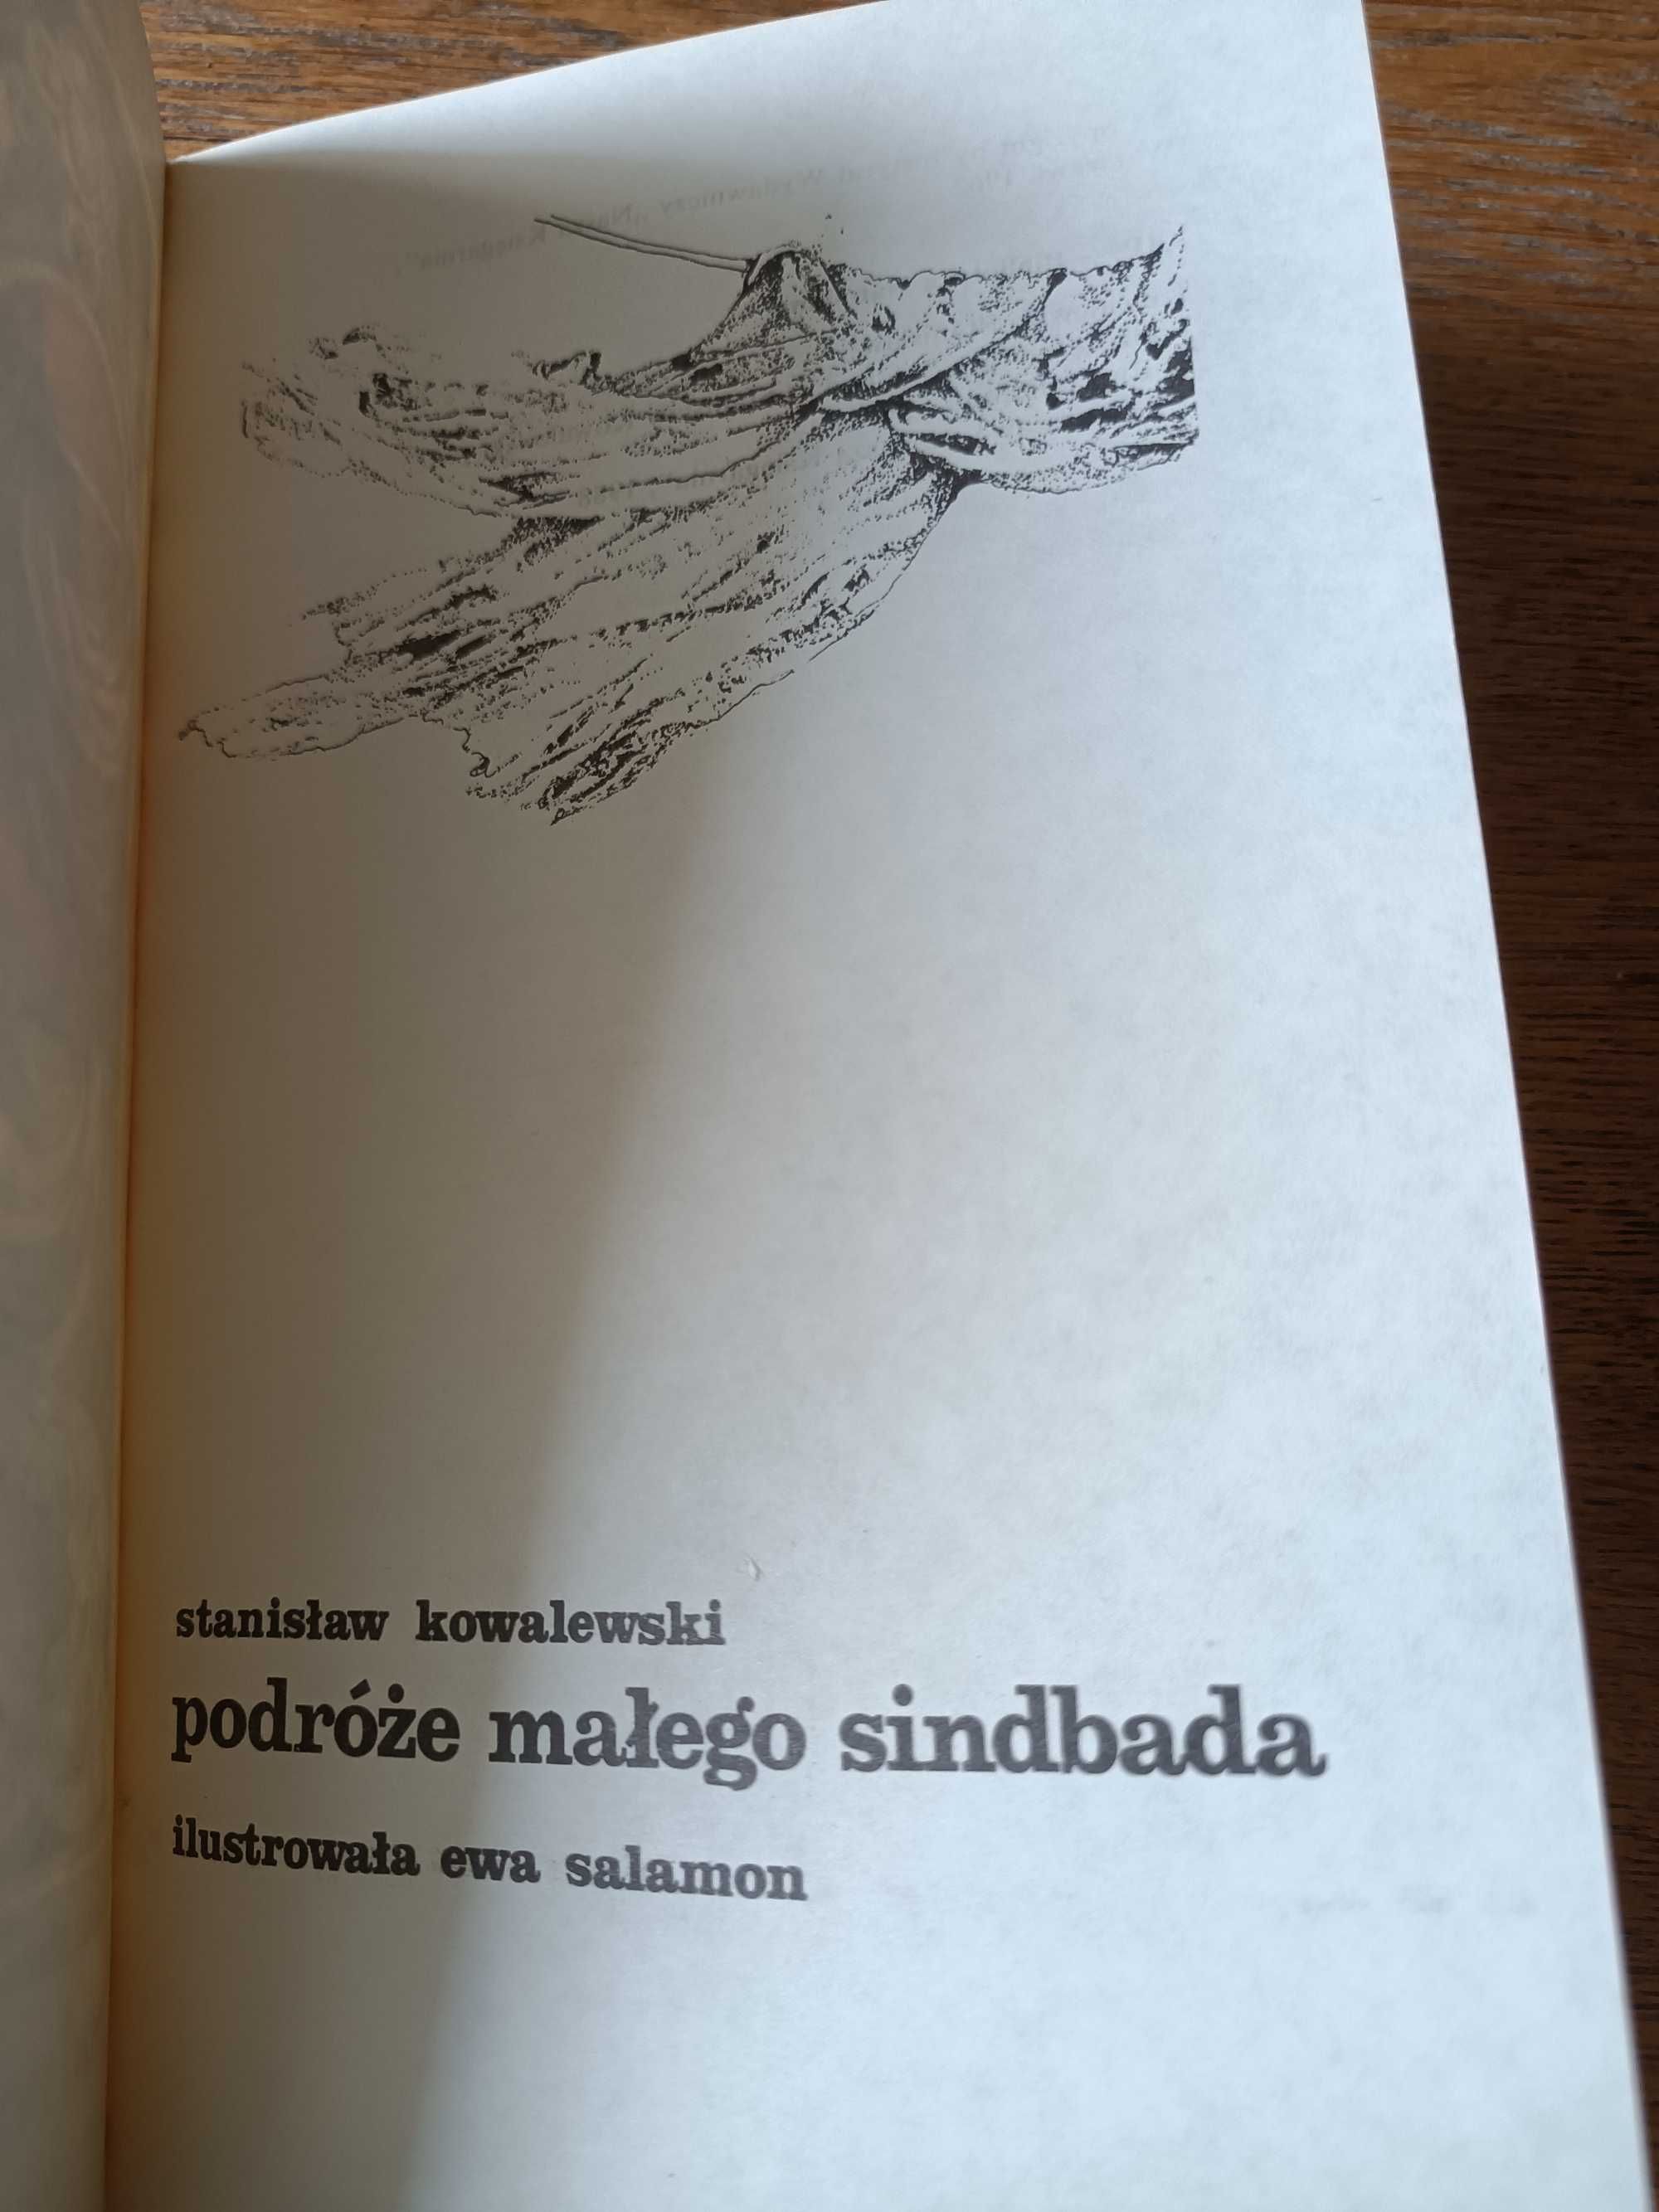 stanisław kowalewski
podróże małego sindbada
ilustrowała ewa salamon